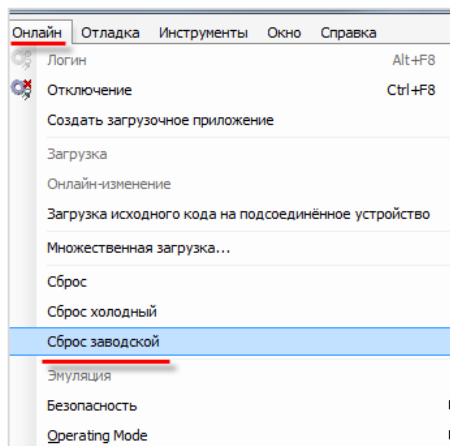 Онлайн Отладка Инструменты Окно Справка
Логин Alt+F8
Отключение Ctrl+F8
Создать загрузочное приложение
Загрузка
Онлайн-изменение
Загрузка исходного кода на подсоединённое устройство
Множественная загрузка...
Сброс
Сброс холодный
Сброс заводской
Эмуляция
Безопасность
Operating Mode